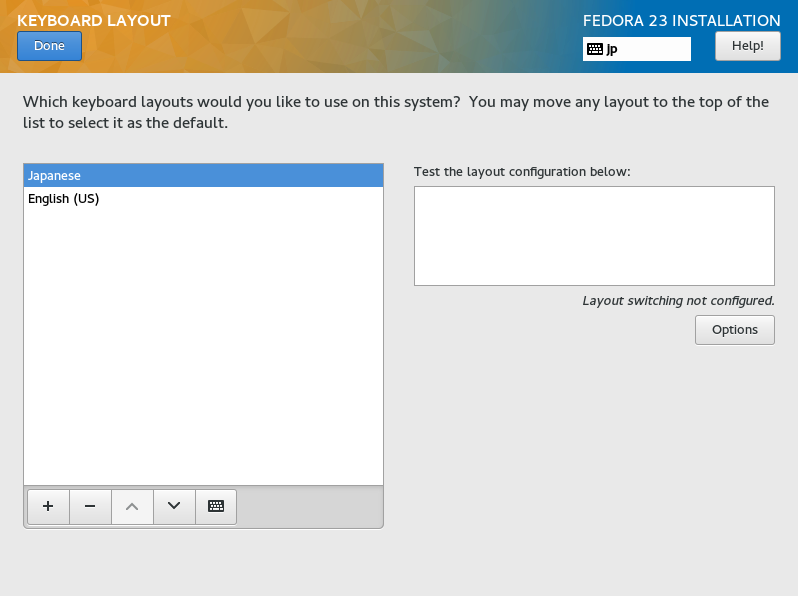 KEYBOARD LAYOUT
FEDORA 23 INSTALLATION
Done
jp
Help!
Which keyboard layouts would you like to use on this system?  You may move any layout to the top of the
list to select it as the default.
Japanese
English (US)
Test the layout configuration below:
Layout switching not configured.
Options